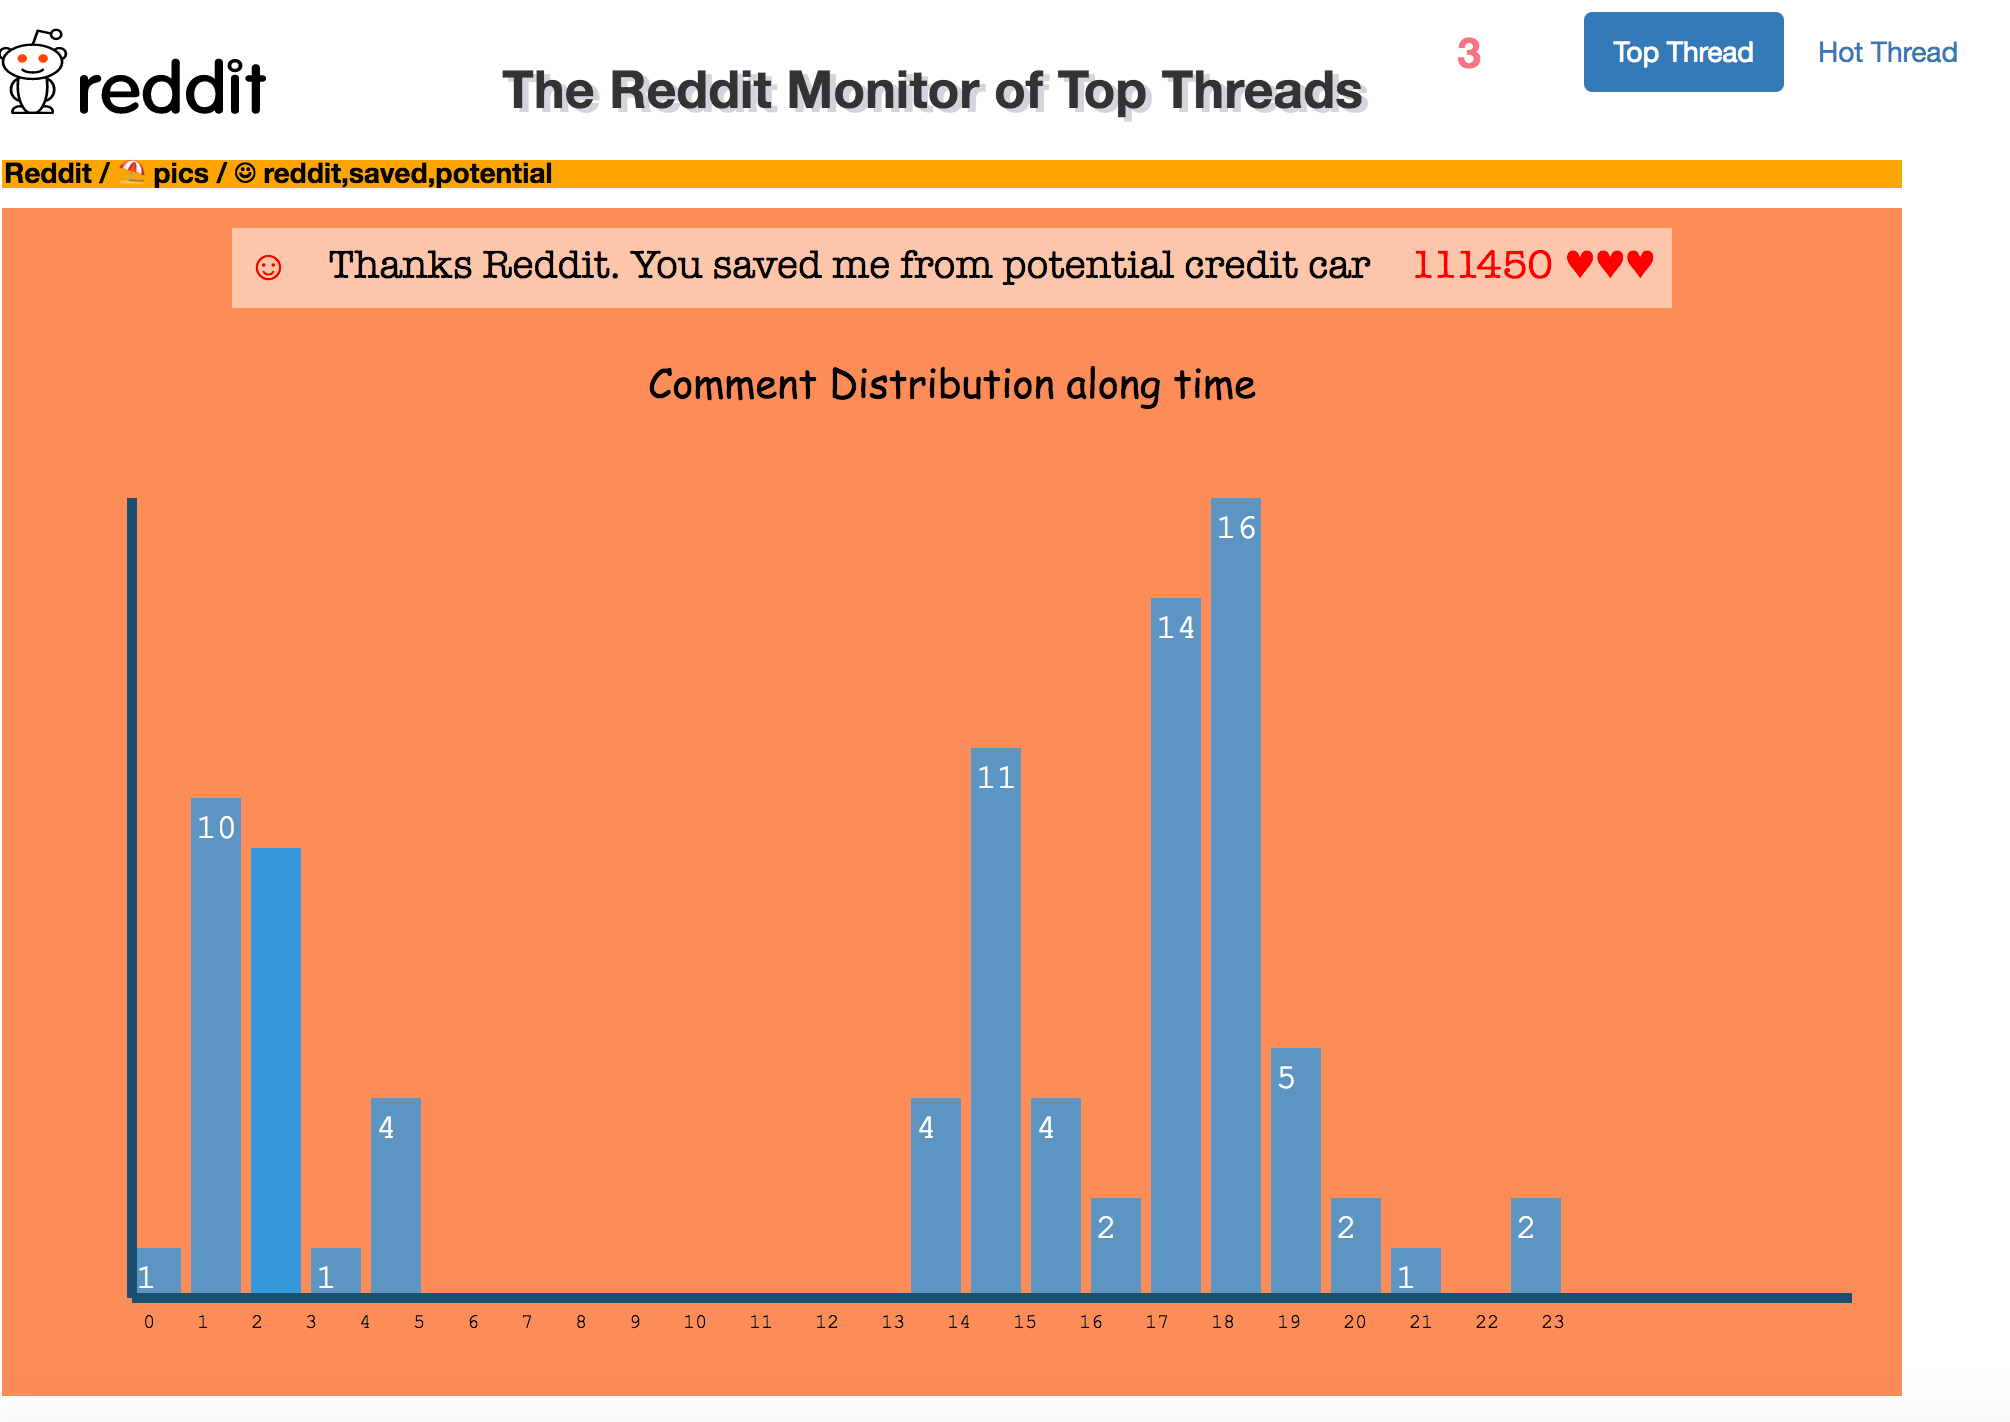 reddit
The Reddit Monitor of Top Threads
3
Top Thread
Hot Thread
Reddit / ⛱ pics / ☺ reddit,saved,potential
☺ Thanks Reddit. You saved me from potential credit car 111450 ♥♥♥
Comment Distribution along time
16
14
11
10
5
4
4
4
2
2
2
1
1
1
0 1 2 3 4 5 6 7 8 9 10 11 12 13 14 15 16 17 18 19 20 21 22 23